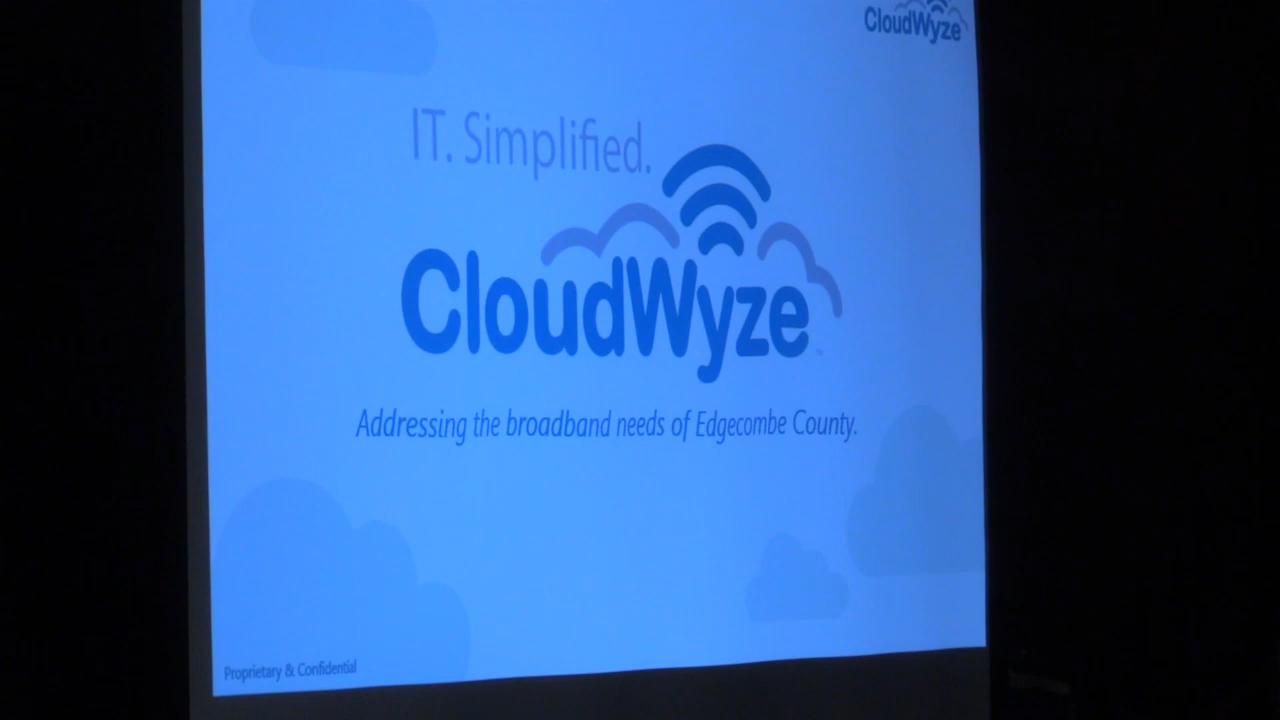 CloudWyze
IT. Simplified.
CloudWyze
Addressing the broadband needs of Edgecombe County.
Proprietary & Confidential